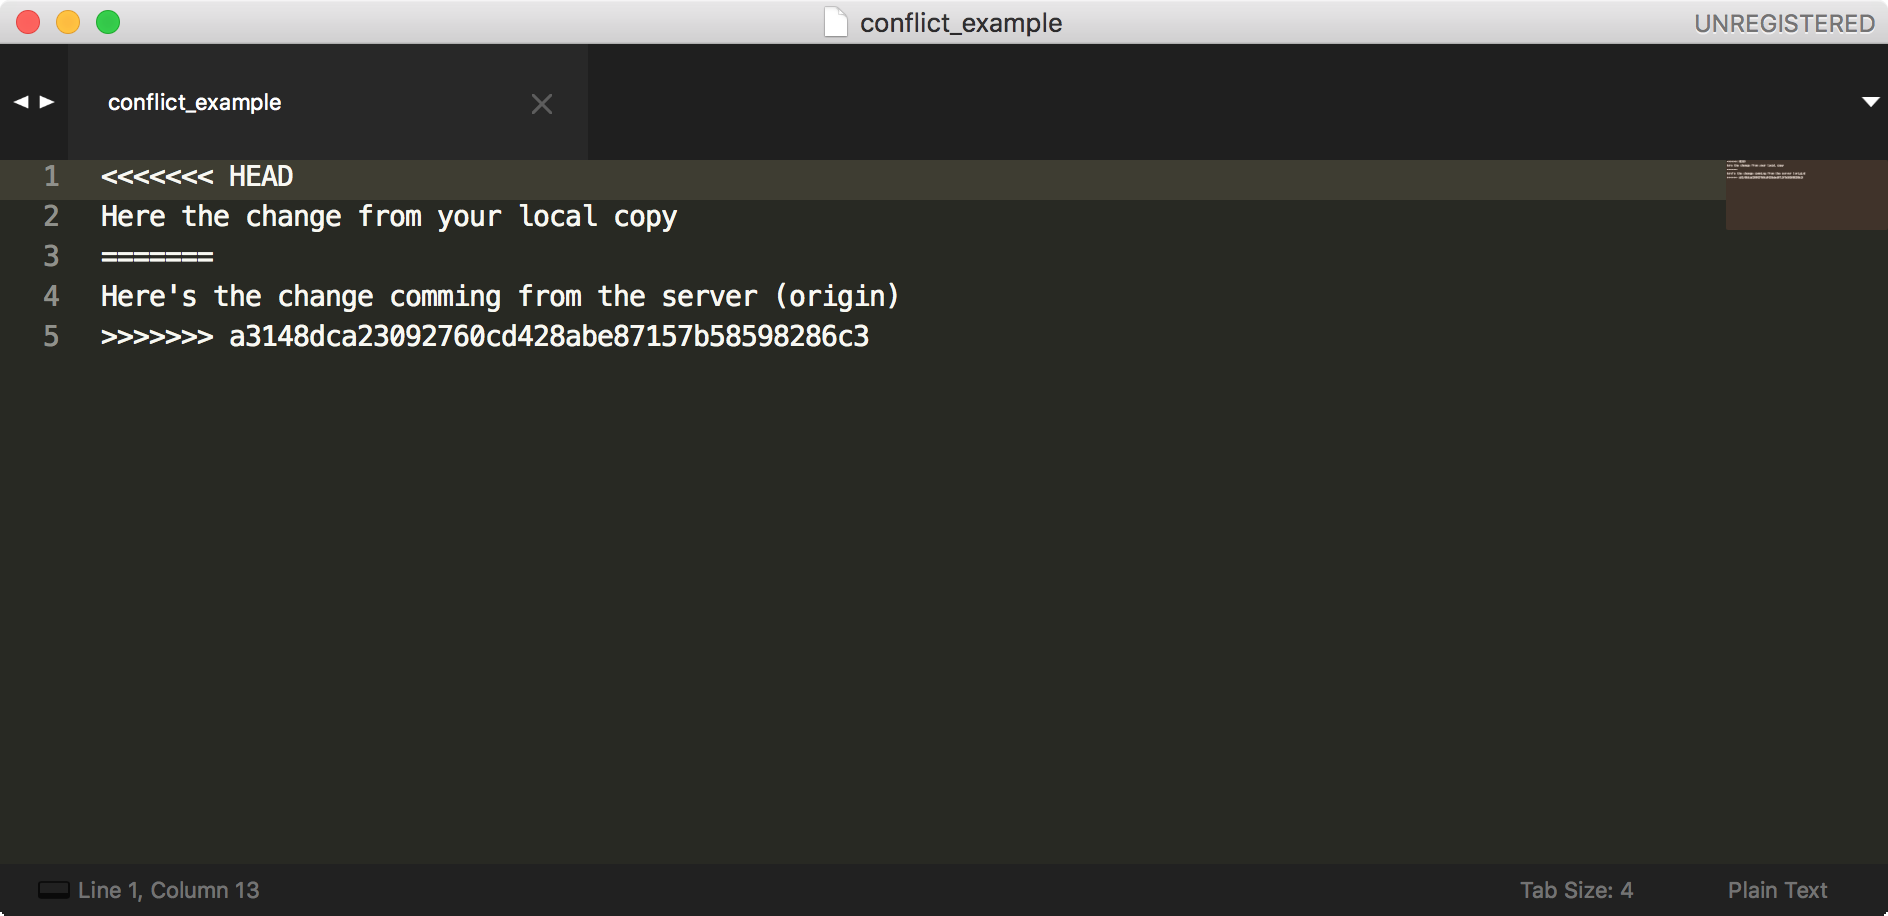 conflict_example
UNREGISTERED
conflict_example
1 <<<<<<< HEAD
2 Here the change from your local copy
3 =======
4 Here's the change comming from the server (origin)
5 >>>>>>> a3148dca23092760cd428abe87157b58598286c3
Line 1, Column 13
Tab Size: 4
Plain Text